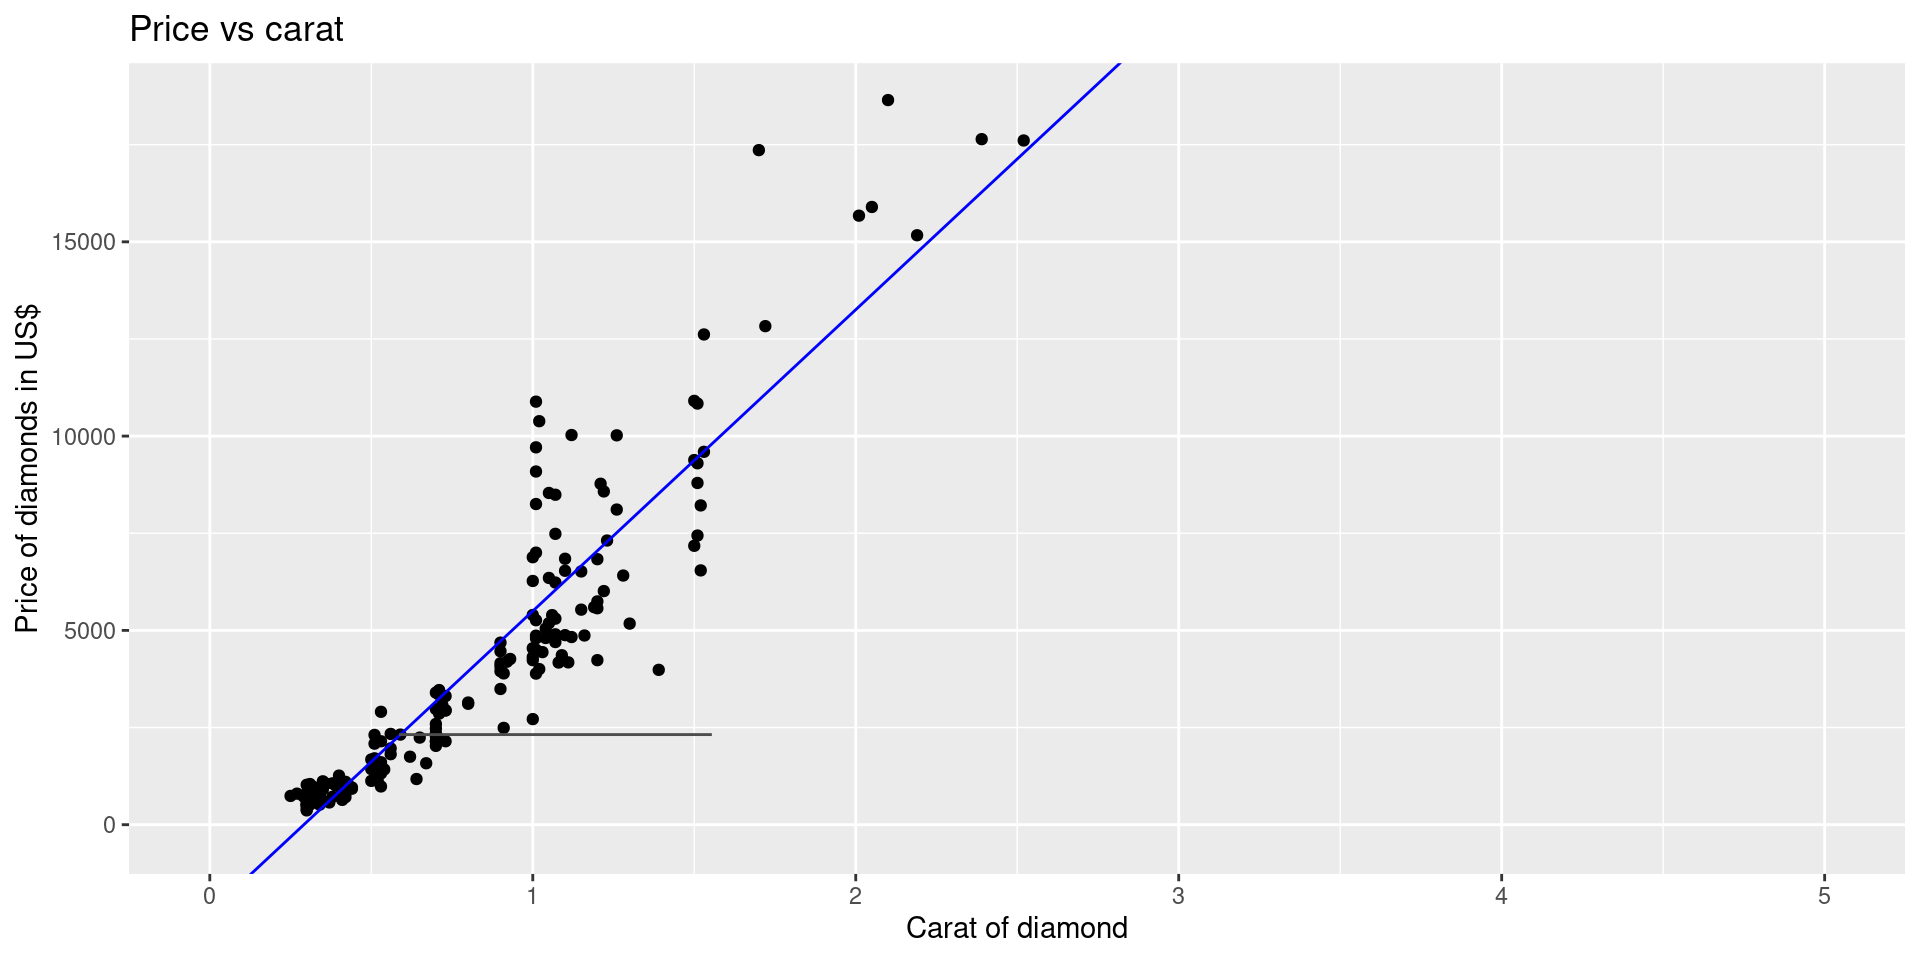 Price vs carat
Price of diamonds in US$
15000
10000
5000
0
0 1 2 3 4 5
Carat of diamond